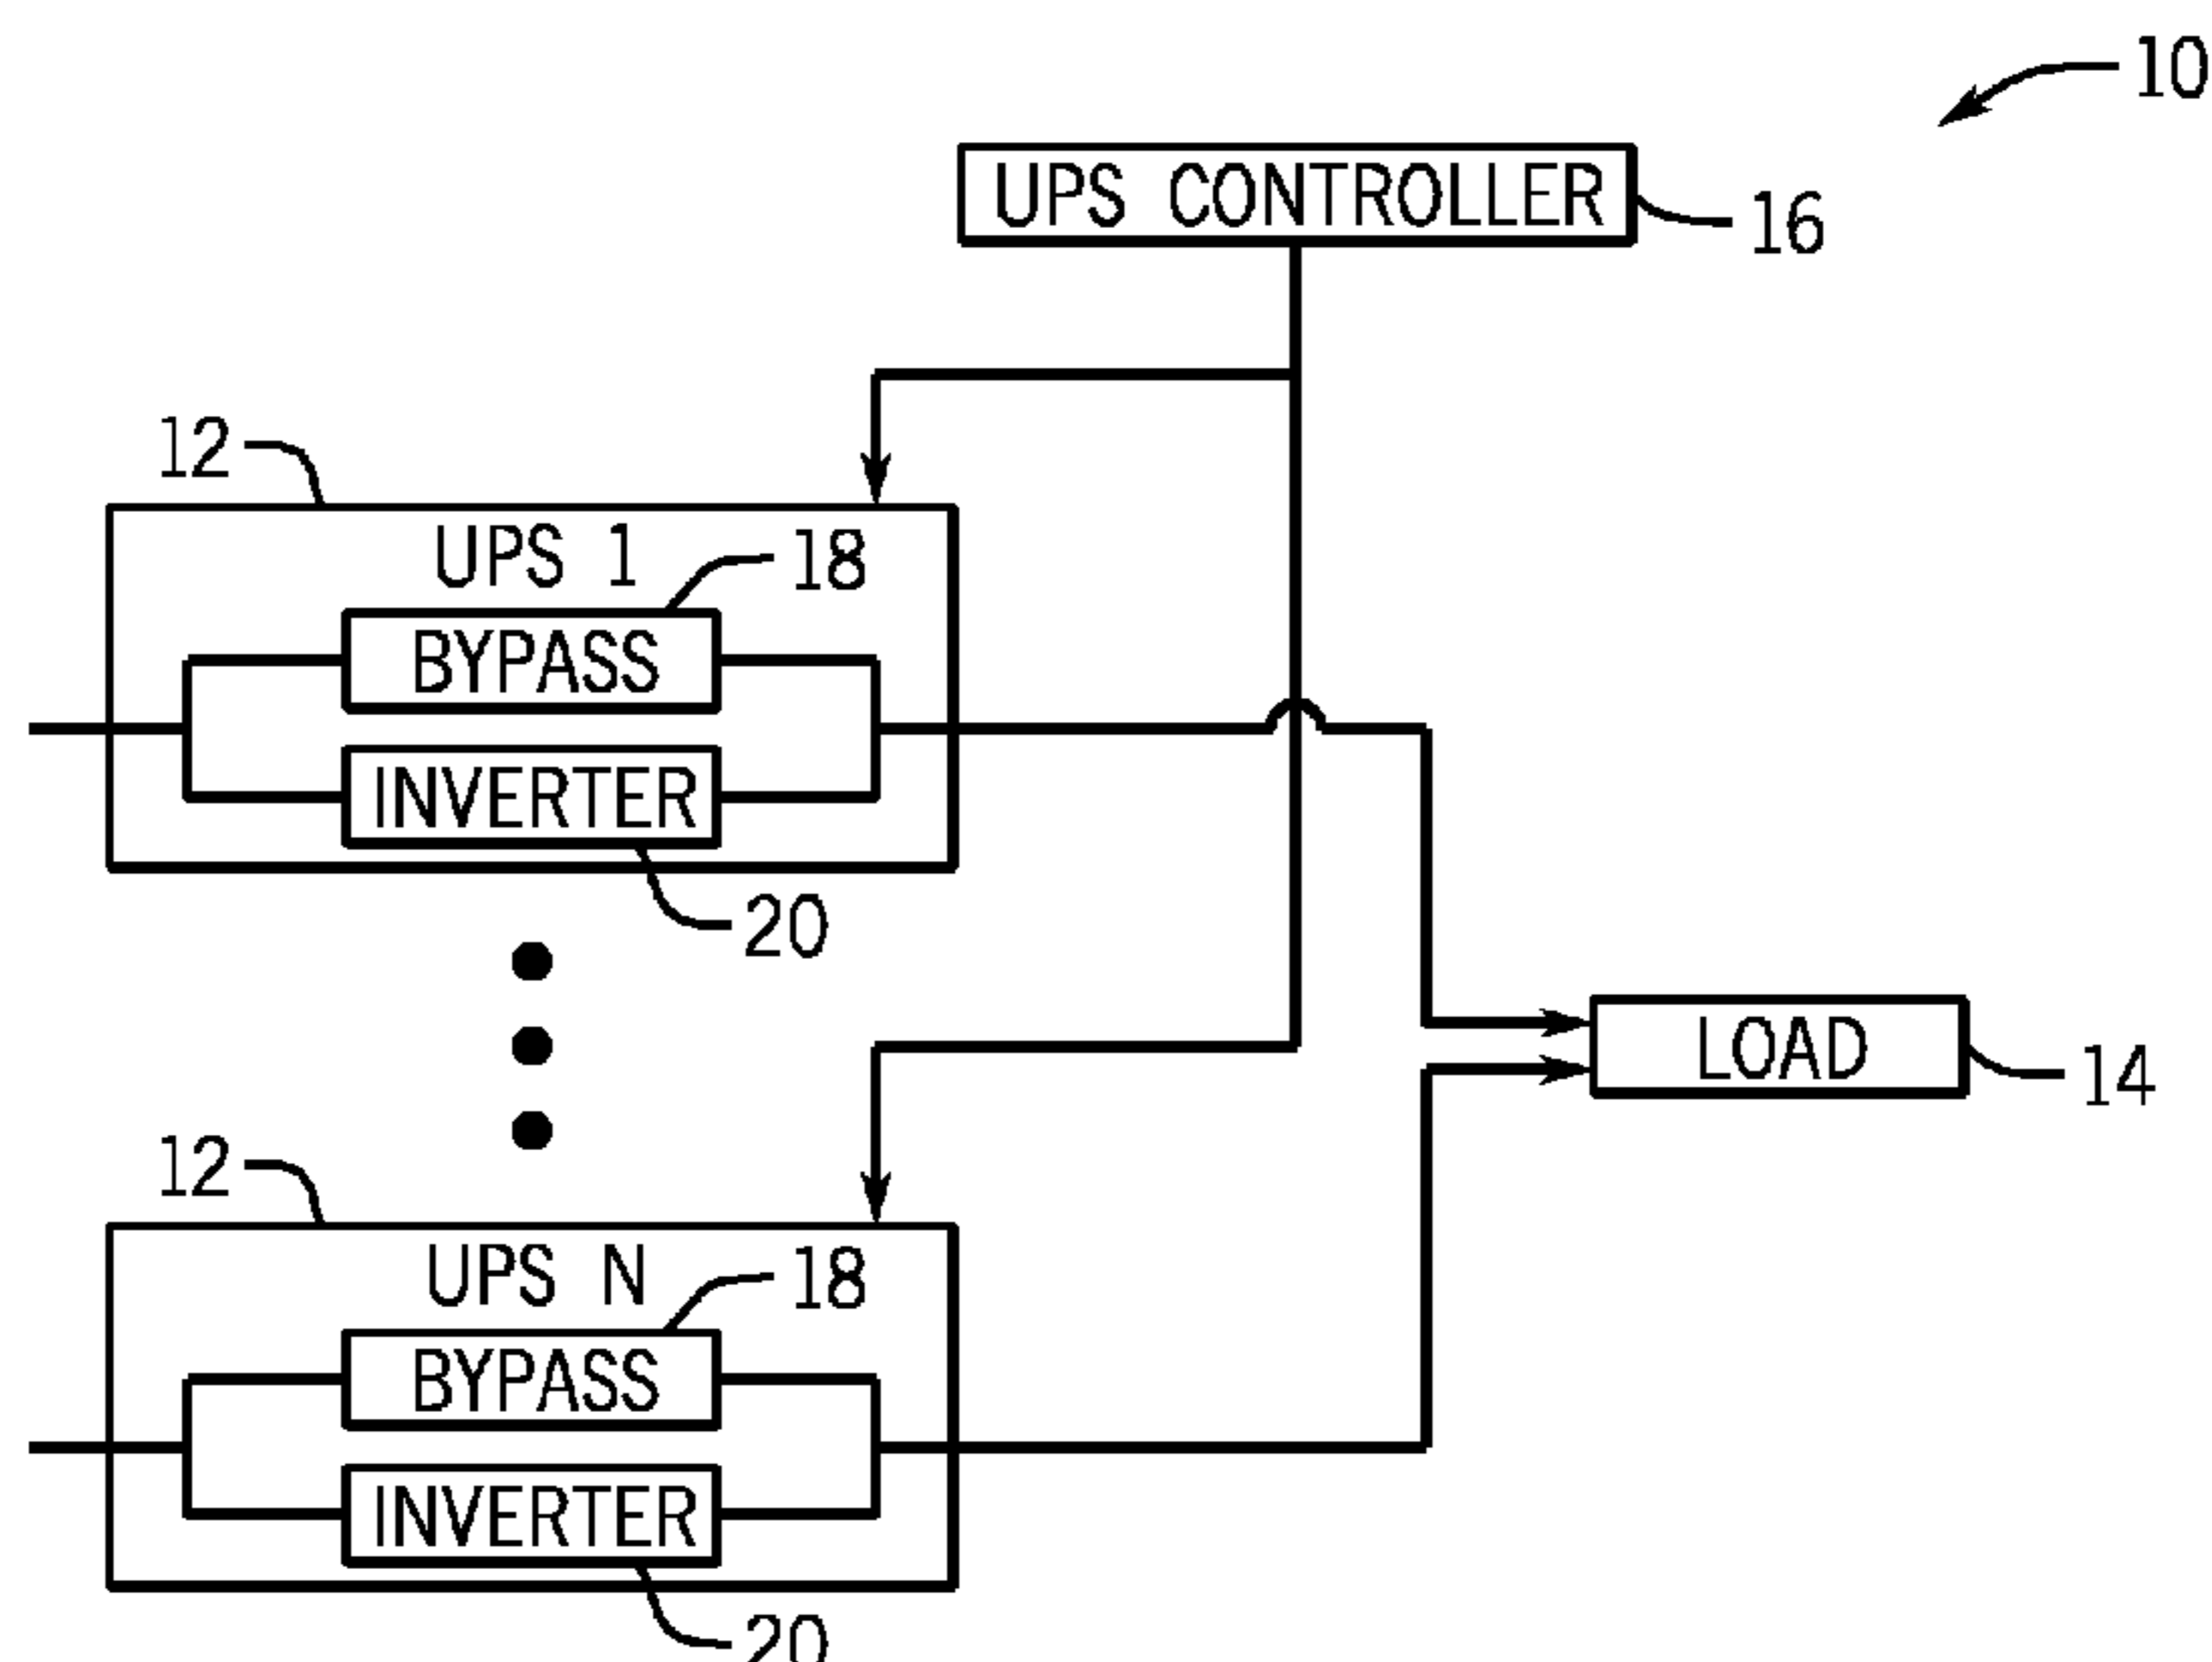 10
UPS CONTROLLER
16
12
UPS 1
18
BYPASS
INVERTER
20
LOAD
14
12
UPS N
18
BYPASS
INVERTER
20